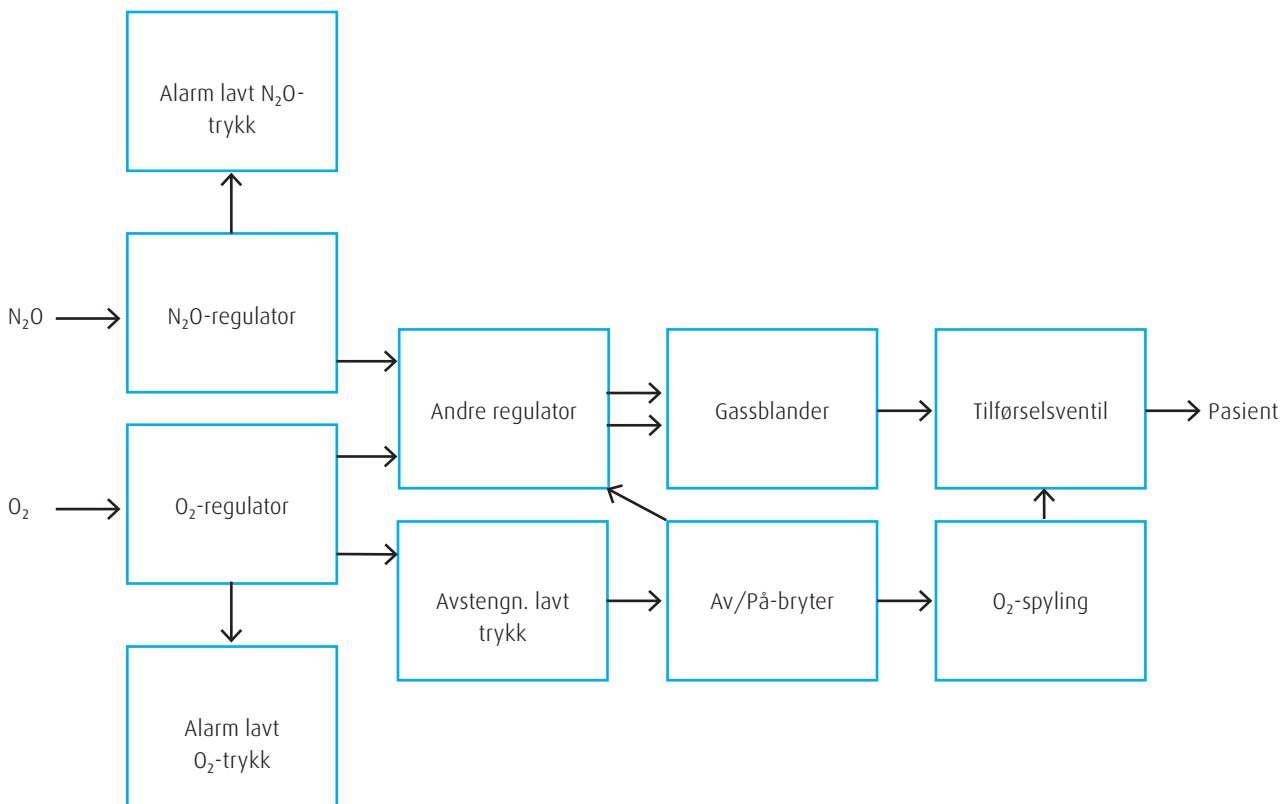 Alarm lavt N₂O-
trykk
N₂O
N₂O-regulator
Andre regulator
Gassblander
Tilførselsventil
Pasient
O₂
O₂-regulator
Avstengn. lavt
trykk
Av/På-bryter
O₂-spyling
Alarm lavt
O₂-trykk